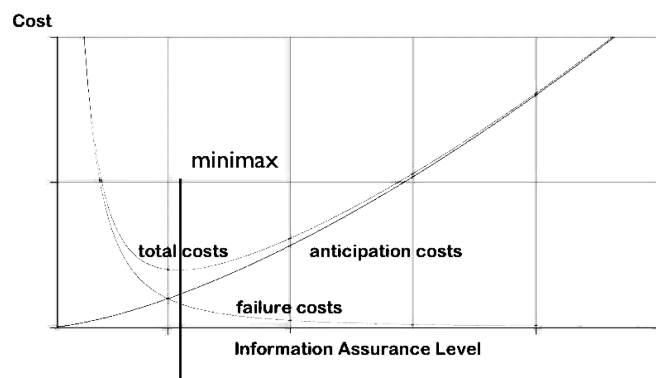 Cost
minimax
total costs
anticipation costs
failure costs
Information Assurance Level